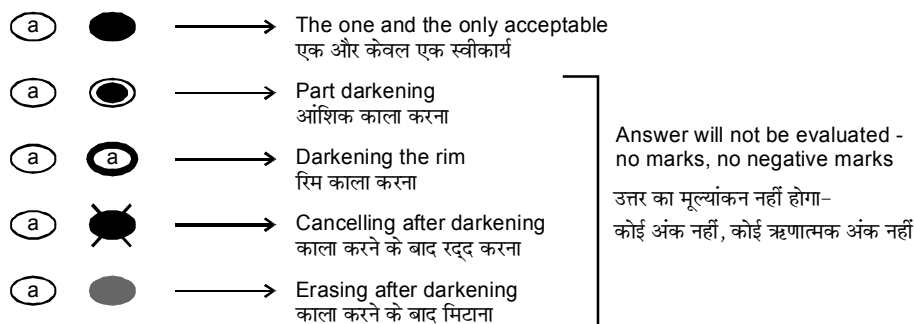 a The one and the only acceptable
एक और केवल एक स्वीकार्य
a Part darkening
आंशिक काला करना
a a Darkening the rim
रिम काला करना
a Cancelling after darkening
काला करने के बाद रद्द करना
a Erasing after darkening
काला करने के बाद मिटाना
Answer will not be evaluated -
no marks, no negative marks
उत्तर का मूल्यांकन नहीं होगा–
कोई अंक नहीं, कोई ऋणात्मक अंक नहीं